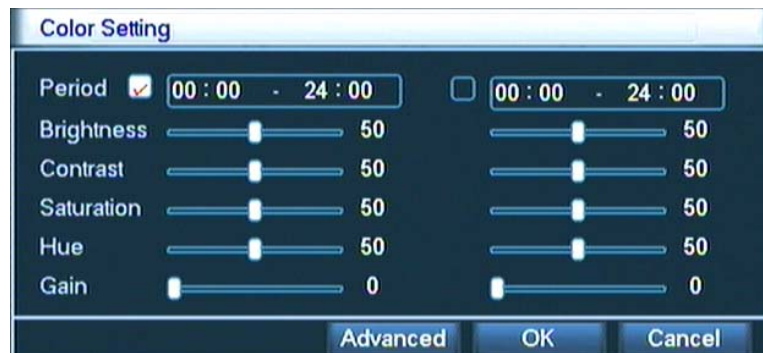 Color Setting
Period 00:00 - 24:00 00:00 - 24:00
Brightness 50 50
Contrast 50 50
Saturation 50 50
Hue 50 50
Gain 0 0
Advanced OK Cancel